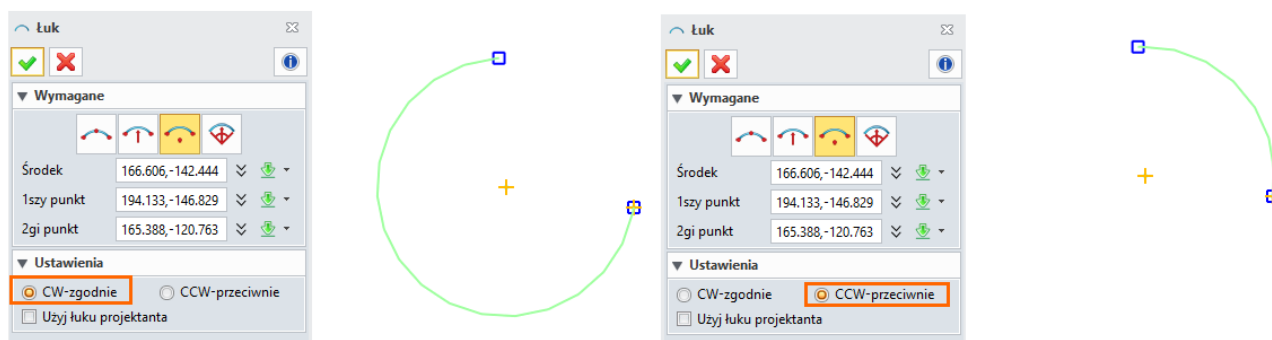 Łuk
Wymagane
Środek 166.606,-142.444
1szy punkt 194.133,-146.829
2gi punkt 165.388,-120.763
Ustawienia
CW-zgodnie CCW-przeciwnie
Użyj łuku projektanta
Łuk
Wymagane
Środek 166.606,-142.444
1szy punkt 194.133,-146.829
2gi punkt 165.388,-120.763
Ustawienia
CW-zgodnie CCW-przeciwnie
Użyj łuku projektanta